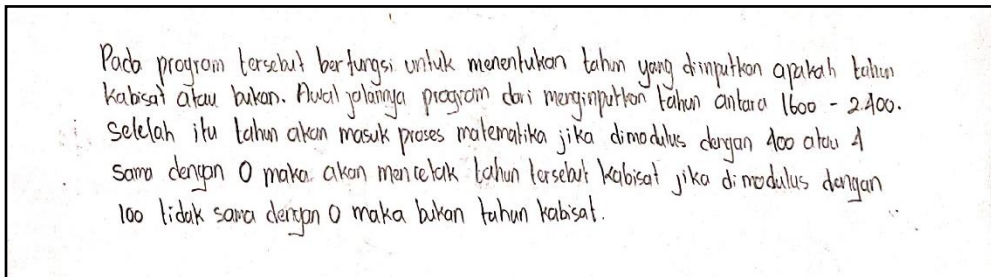 Pada program tersebut berfungsi untuk menentukan tahun yang diinputkan apakah tahun
kabisat atau bukan. Awal jalannya program dari menginputkan tahun antara 1600 - 2400.
Setelah itu tahun akan masuk proses matematika jika dimodulus dengan 400 atau 4
sama dengan 0 maka akan mencetak tahun tersebut kabisat jika dimodulus dengan
100 tidak sama dengan 0 maka bukan tahun kabisat.